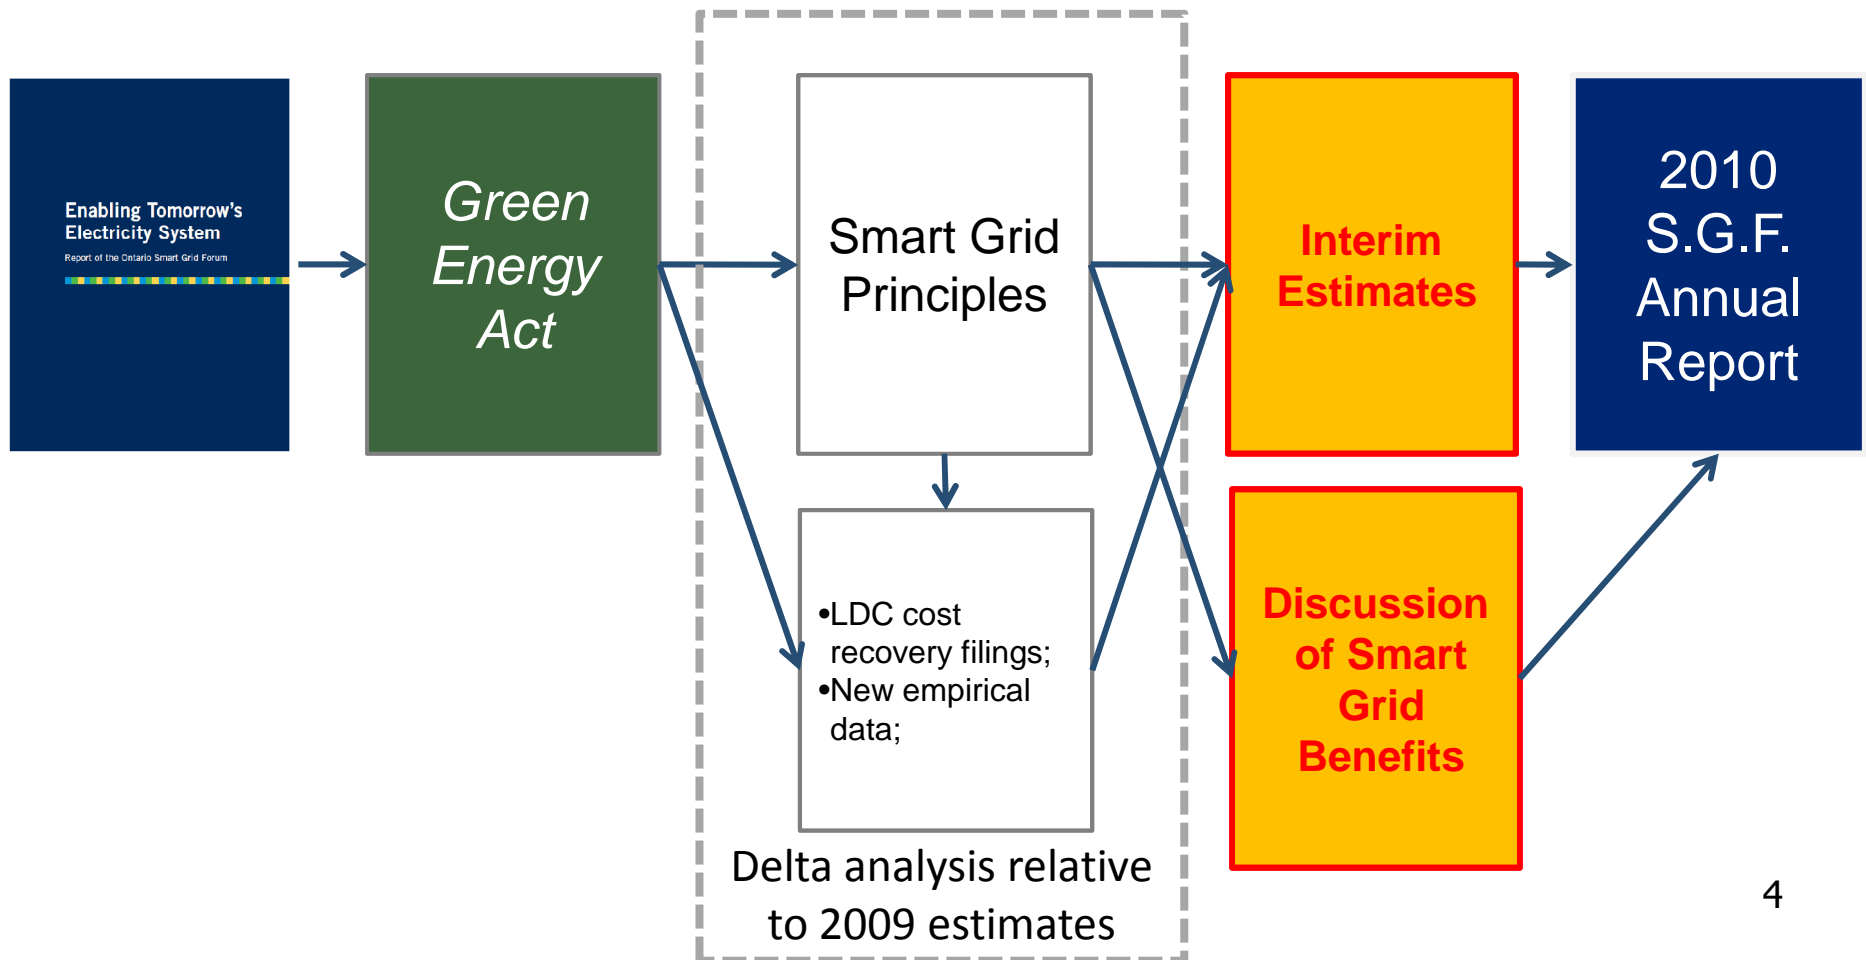 Enabling Tomorrow's
Electricity System
Report of the Ontario Smart Grid Forum
Green
Energy
Act
Smart Grid
Principles
•LDC cost
recovery filings;
•New empirical
data;
Delta analysis relative
to 2009 estimates
Interim
Estimates
Discussion
of Smart
Grid
Benefits
2010
S.G.F.
Annual
Report
4